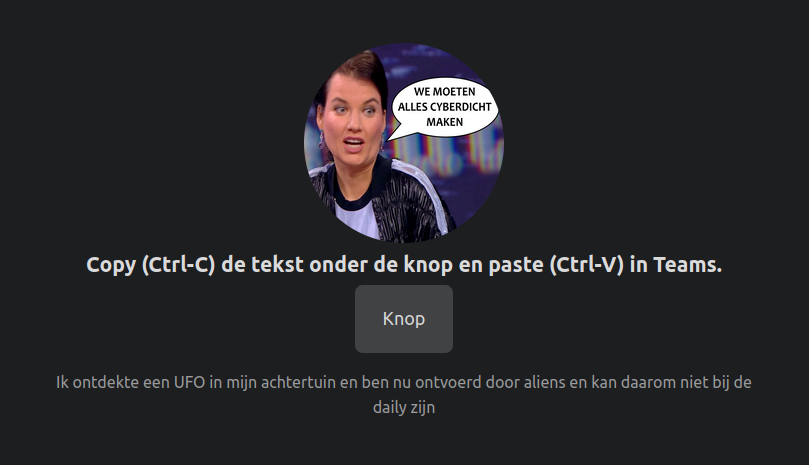 WE MOETEN
ALLES CYBERDICHT
MAKEN
Copy (Ctrl-C) de tekst onder de knop en paste (Ctrl-V) in Teams.
Knop
Ik ontdekte een UFO in mijn achtertuin en ben nu ontvoerd door aliens en kan daarom niet bij de
daily zijn